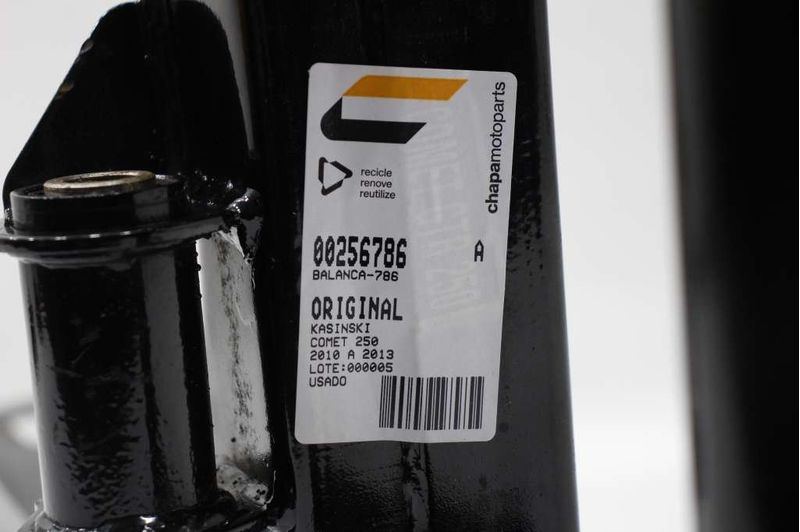 chapamotoparts
recicle
renove
reutilize
00256786 A
BALANCA-786
ORIGINAL
KASINSKI
COMET 250
2010 A 2013
LOTE:000005
USADO